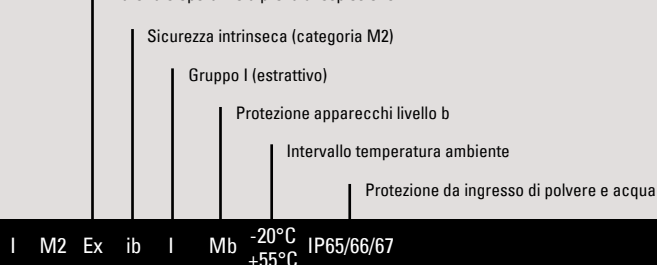 Sicurezza intrinseca (categoria M2)
Gruppo I (estrattivo)
Protezione apparecchi livello b
Intervallo temperatura ambiente
Protezione da ingresso di polvere e acqua
I M2 Ex ib I Mb -20°C +55°C IP65/66/67